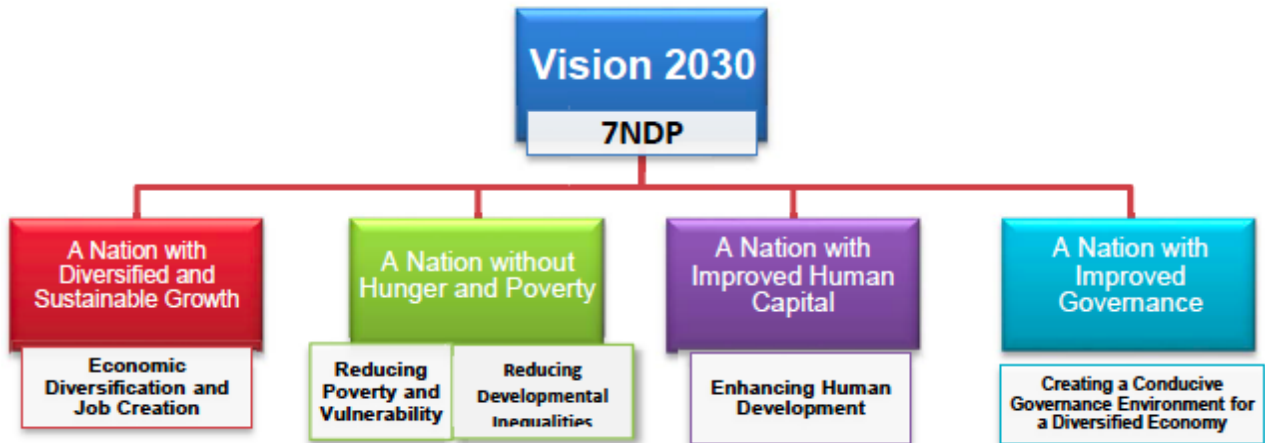 Vision 2030
7NDP
A Nation with
Diversified and
Sustainable Growth
Economic
Diversification and
Job Creation
A Nation without
Hunger and Poverty
Reducing
Poverty and
Vulnerability
Reducing
Developmental
Inequalities
A Nation with
Improved Human
Capital
Enhancing Human
Development
A Nation with
Improved
Governance
Creating a Conducive
Governance Environment for
a Diversified Economy